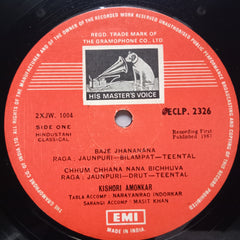 REGD. TRADE MARK OF
THE GRAMOPHONE CO., LTD.
HIS MASTER'S VOICE
2XJW. 1004
ECLP. 2326
SIDE ONE
HINDUSTANI
CLASSICAL
Recording First
Published 1967
BAJE JHANANANA
RAGA : JAUNPURI-BILAMPAT-TEENTAL
CHHUM CHHANA NANA BICHHUVA
RAGA : JAUNPURI-DRUT-TEENTAL
KISHORI AMONKAR
TABLA ACCOMP.: NARAYANRAO INDORKAR
SARANGI ACCOMP.: MASIT KHAN
EMI
MADE IN INDIA